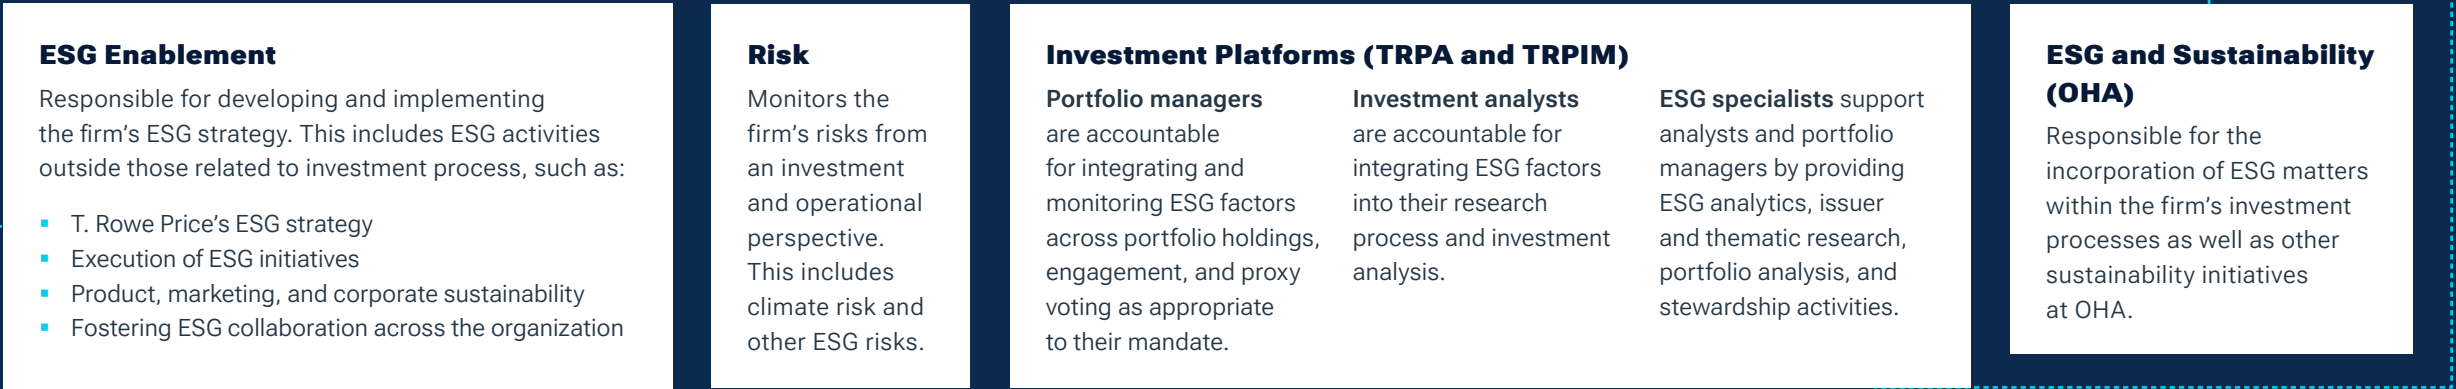 ESG Enablement
Responsible for developing and implementing
the firm's ESG strategy. This includes ESG activities
outside those related to investment process, such as:
▪ T. Rowe Price's ESG strategy
▪ Execution of ESG initiatives
▪ Product, marketing, and corporate sustainability
▪ Fostering ESG collaboration across the organization
Risk
Monitors the
firm's risks from
an investment
and operational
perspective.
This includes
climate risk and
other ESG risks.
Investment Platforms (TRPA and TRPIM)
Portfolio managers
are accountable
for integrating and
monitoring ESG factors
across portfolio holdings,
engagement, and proxy
voting as appropriate
to their mandate.
Investment analysts
are accountable for
integrating ESG factors
into their research
process and investment
analysis.
ESG specialists support
analysts and portfolio
managers by providing
ESG analytics, issuer
and thematic research,
portfolio analysis, and
stewardship activities.
ESG and Sustainability
(OHA)
Responsible for the
incorporation of ESG matters
within the firm's investment
processes as well as other
sustainability initiatives
at OHA.